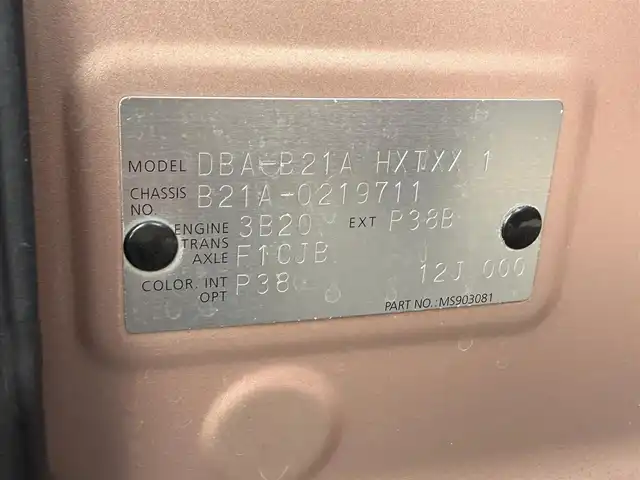 MODEL DBA-B21A HXTXX 1
CHASSIS NO. B21A-0219711
ENGINE 3B20 EXT P38B
TRANS AXLE F1CJB
COLOR. INT OPT P38 12J 000
PART NO.: MS903081